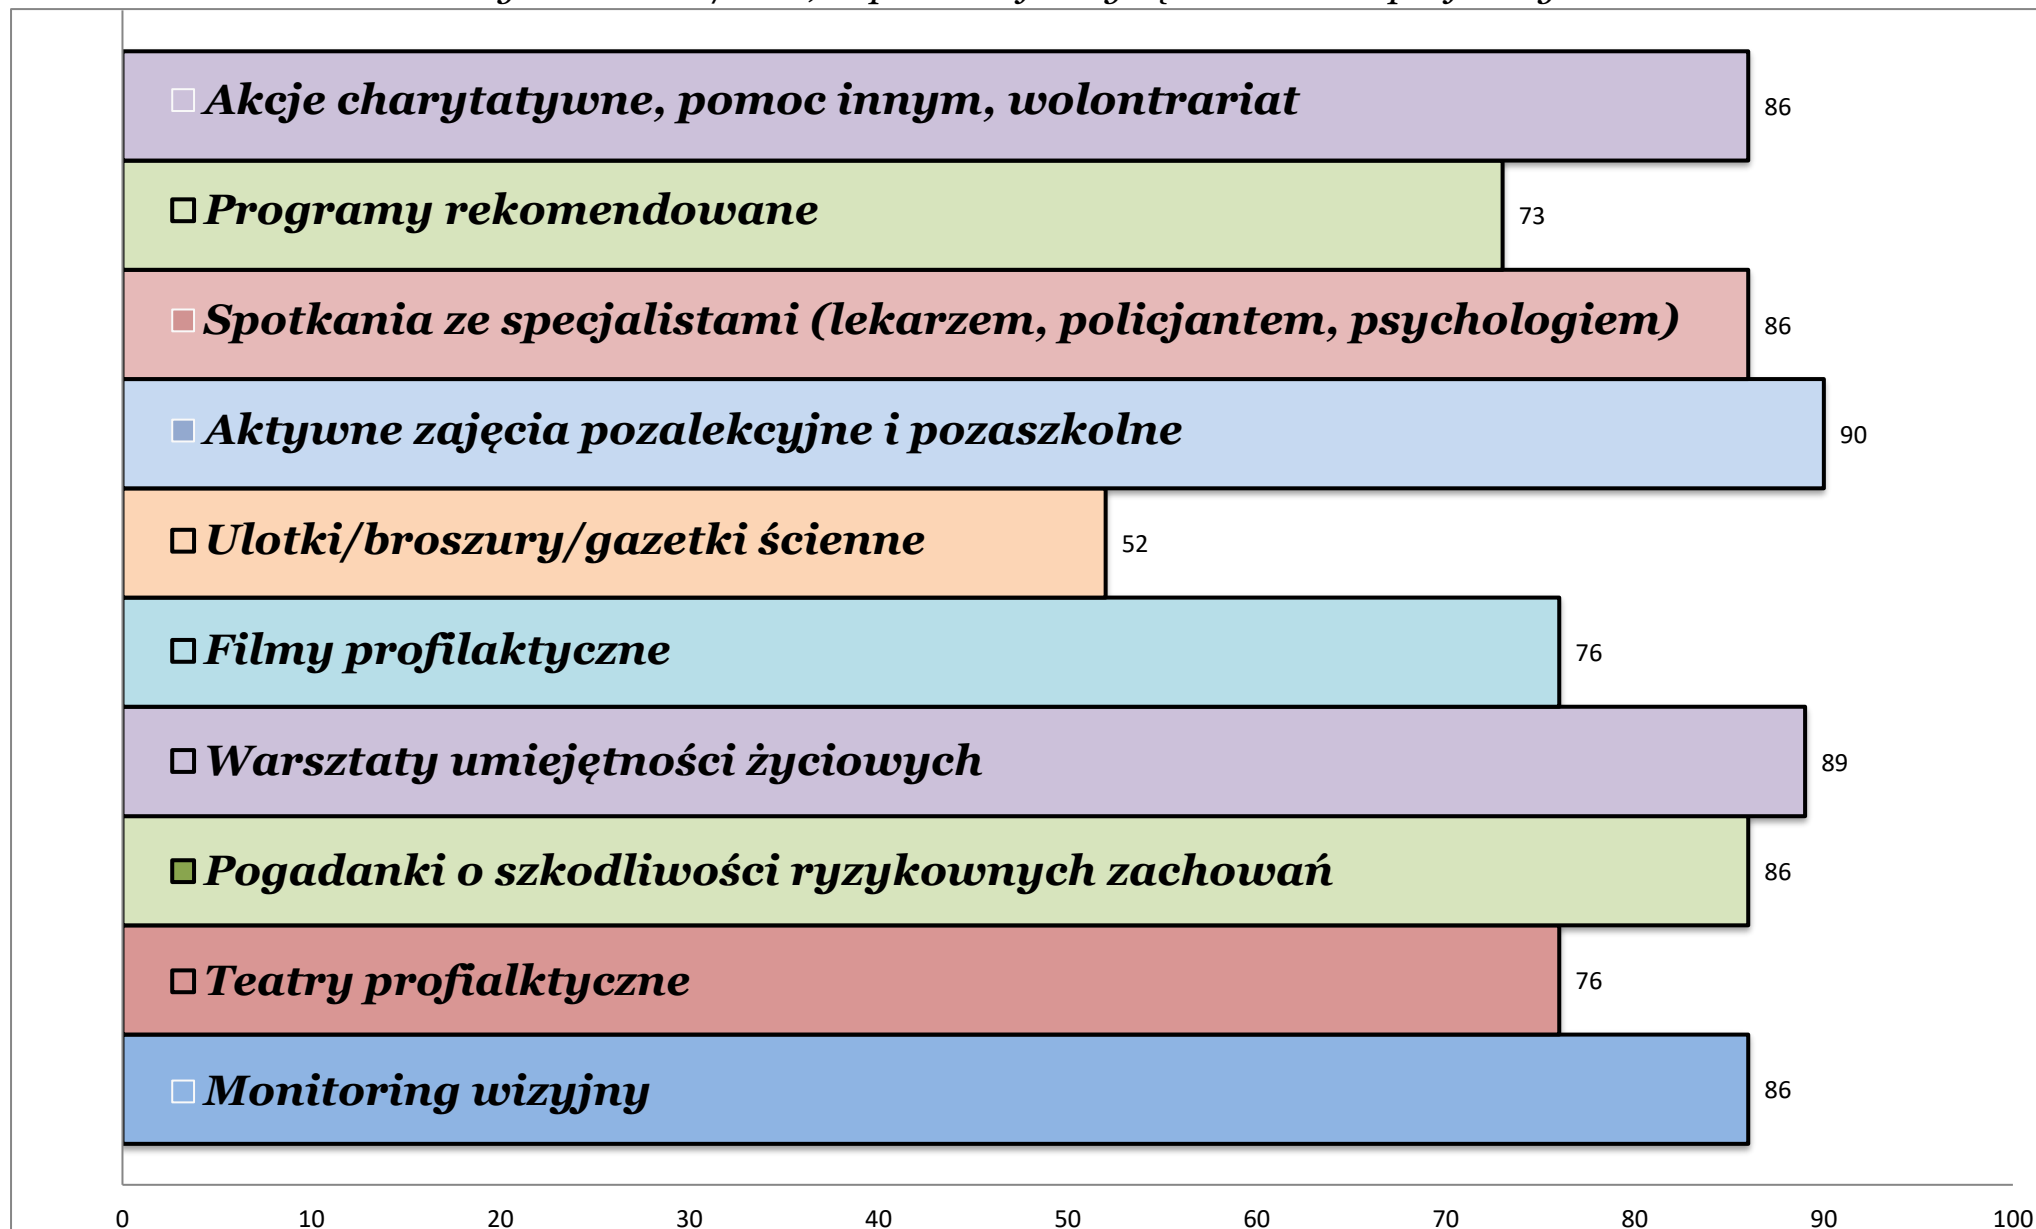 Akcje charytatywne, pomoc innym, wolontrariat
86
Programy rekomendowane
73
Spotkania ze specjalistami (lekarzem, policjantem, psychologiem)
86
Aktywne zajęcia pozalekcyjne i pozaszkolne
90
Ulotki/broszury/gazetki ścienne
52
Filmy profilaktyczne
76
Warsztaty umiejętności życiowych
89
Pogadanki o szkodliwości ryzykownych zachowań
86
Teatry profialktyczne
76
Monitoring wizyjny
86
0 10 20 30 40 50 60 70 80 90 100